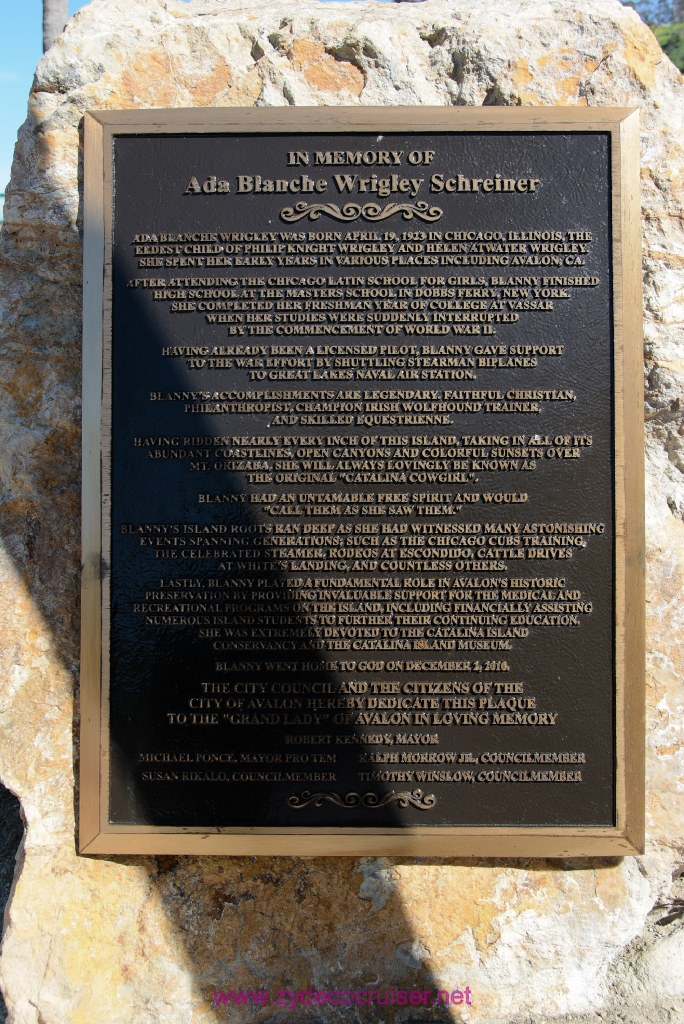 IN MEMORY OF
Ada Blanche Wrigley Schreiner
ADA BLANCHE WRIGLEY WAS BORN APRIL 19, 1923 IN CHICAGO, ILLINOIS, THE
ELDEST CHILD OF PHILIP KNIGHT WRIGLEY AND HELEN ATWATER WRIGLEY.
SHE SPENT HER EARLY YEARS IN VARIOUS PLACES INCLUDING AVALON, CA.
AFTER ATTENDING THE CHICAGO LATIN SCHOOL FOR GIRLS, BLANNY FINISHED
HIGH SCHOOL AT THE MASTERS SCHOOL IN DOBBS FERRY, NEW YORK.
SHE COMPLETED HER FRESHMAN YEAR OF COLLEGE AT VASSAR
WHEN HER STUDIES WERE SUDDENLY INTERRUPTED
BY THE COMMENCEMENT OF WORLD WAR II.
HAVING ALREADY BEEN A LICENSED PILOT, BLANNY GAVE SUPPORT
TO THE WAR EFFORT BY SHUTTLING STEARMAN BIPLANES
TO GREAT LAKES NAVAL AIR STATION.
BLANNY'S ACCOMPLISHMENTS ARE LEGENDARY. FAITHFUL CHRISTIAN,
PHILANTHROPIST, CHAMPION IRISH WOLFHOUND TRAINER,
AND SKILLED EQUESTRIENNE.
HAVING RIDDEN NEARLY EVERY INCH OF THIS ISLAND, TAKING IN ALL OF ITS
ABUNDANT COASTLINES, OPEN CANYONS AND COLORFUL SUNSETS OVER
MT. ORIZABA, SHE WILL ALWAYS LOVINGLY BE KNOWN AS
THE ORIGINAL "CATALINA COWGIRL".
BLANNY HAD AN UNTAMABLE FREE SPIRIT AND WOULD
"CALL THEM AS SHE SAW THEM."
BLANNY'S ISLAND ROOTS RAN DEEP AS SHE HAD WITNESSED MANY ASTONISHING
EVENTS SPANNING GENERATIONS; SUCH AS THE CHICAGO CUBS TRAINING,
THE CELEBRATED STEAMER, RODEOS AT ESCONDIDO, CATTLE DRIVES
AT WHITE'S LANDING, AND COUNTLESS OTHERS.
LASTLY, BLANNY PLAYED A FUNDAMENTAL ROLE IN AVALON'S HISTORIC
PRESERVATION BY PROVIDING INVALUABLE SUPPORT FOR THE MEDICAL AND
RECREATIONAL PROGRAMS ON THE ISLAND, INCLUDING FINANCIALLY ASSISTING
NUMEROUS ISLAND STUDENTS TO FURTHER THEIR CONTINUING EDUCATION.
SHE WAS EXTREMELY DEVOTED TO THE CATALINA ISLAND
CONSERVANCY AND THE CATALINA ISLAND MUSEUM.
BLANNY WENT HOME TO GOD ON DECEMBER 2, 2010.
THE CITY COUNCIL AND THE CITIZENS OF THE
CITY OF AVALON HEREBY DEDICATE THIS PLAQUE
TO THE "GRAND LADY" OF AVALON IN LOVING MEMORY
ROBERT KENNEDY, MAYOR
MICHAEL PONCE, MAYOR PRO TEM RALPH MORROW JR., COUNCILMEMBER
SUSAN RIKALO, COUNCILMEMBER TIMOTHY WINSLOW, COUNCILMEMBER
www.zydecocruiser.net